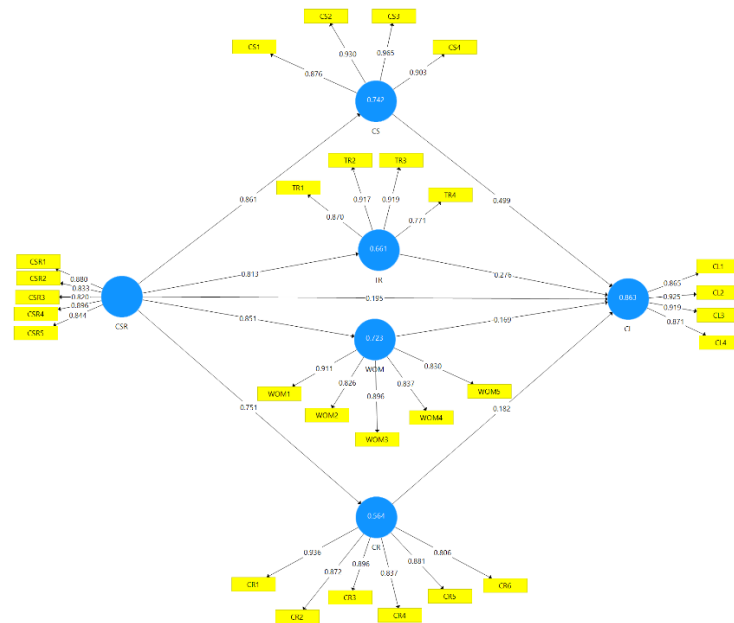 CS2
CS3
CS1
CS4
0.930
0.965
0.876
0.903
0.742
CS
TR2
TR3
TR1
TR4
0.917
0.919
0.870
0.771
0.861
0.499
0.661
TR
0.813
0.276
CSR1
CSR2
CSR3
CSR4
CSR5
0.880
0.833
0.820
0.896
0.844
CSR
0.195
0.863
CL
0.865
0.925
0.919
0.871
CL1
CL2
CL3
CL4
0.851
-0.169
0.723
WOM
0.911
0.826
0.896
0.837
0.830
WOM1
WOM2
WOM3
WOM4
WOM5
0.751
0.182
0.564
CR
0.936
0.872
0.896
0.837
0.881
0.806
CR1
CR2
CR3
CR4
CR5
CR6